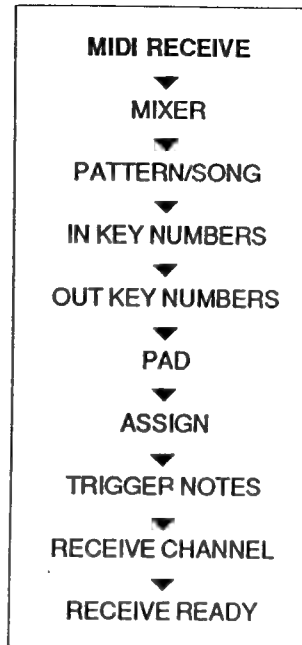 MIDI RECEIVE
MIXER
PATTERN/SONG
IN KEY NUMBERS
OUT KEY NUMBERS
PAD
ASSIGN
TRIGGER NOTES
RECEIVE CHANNEL
RECEIVE READY